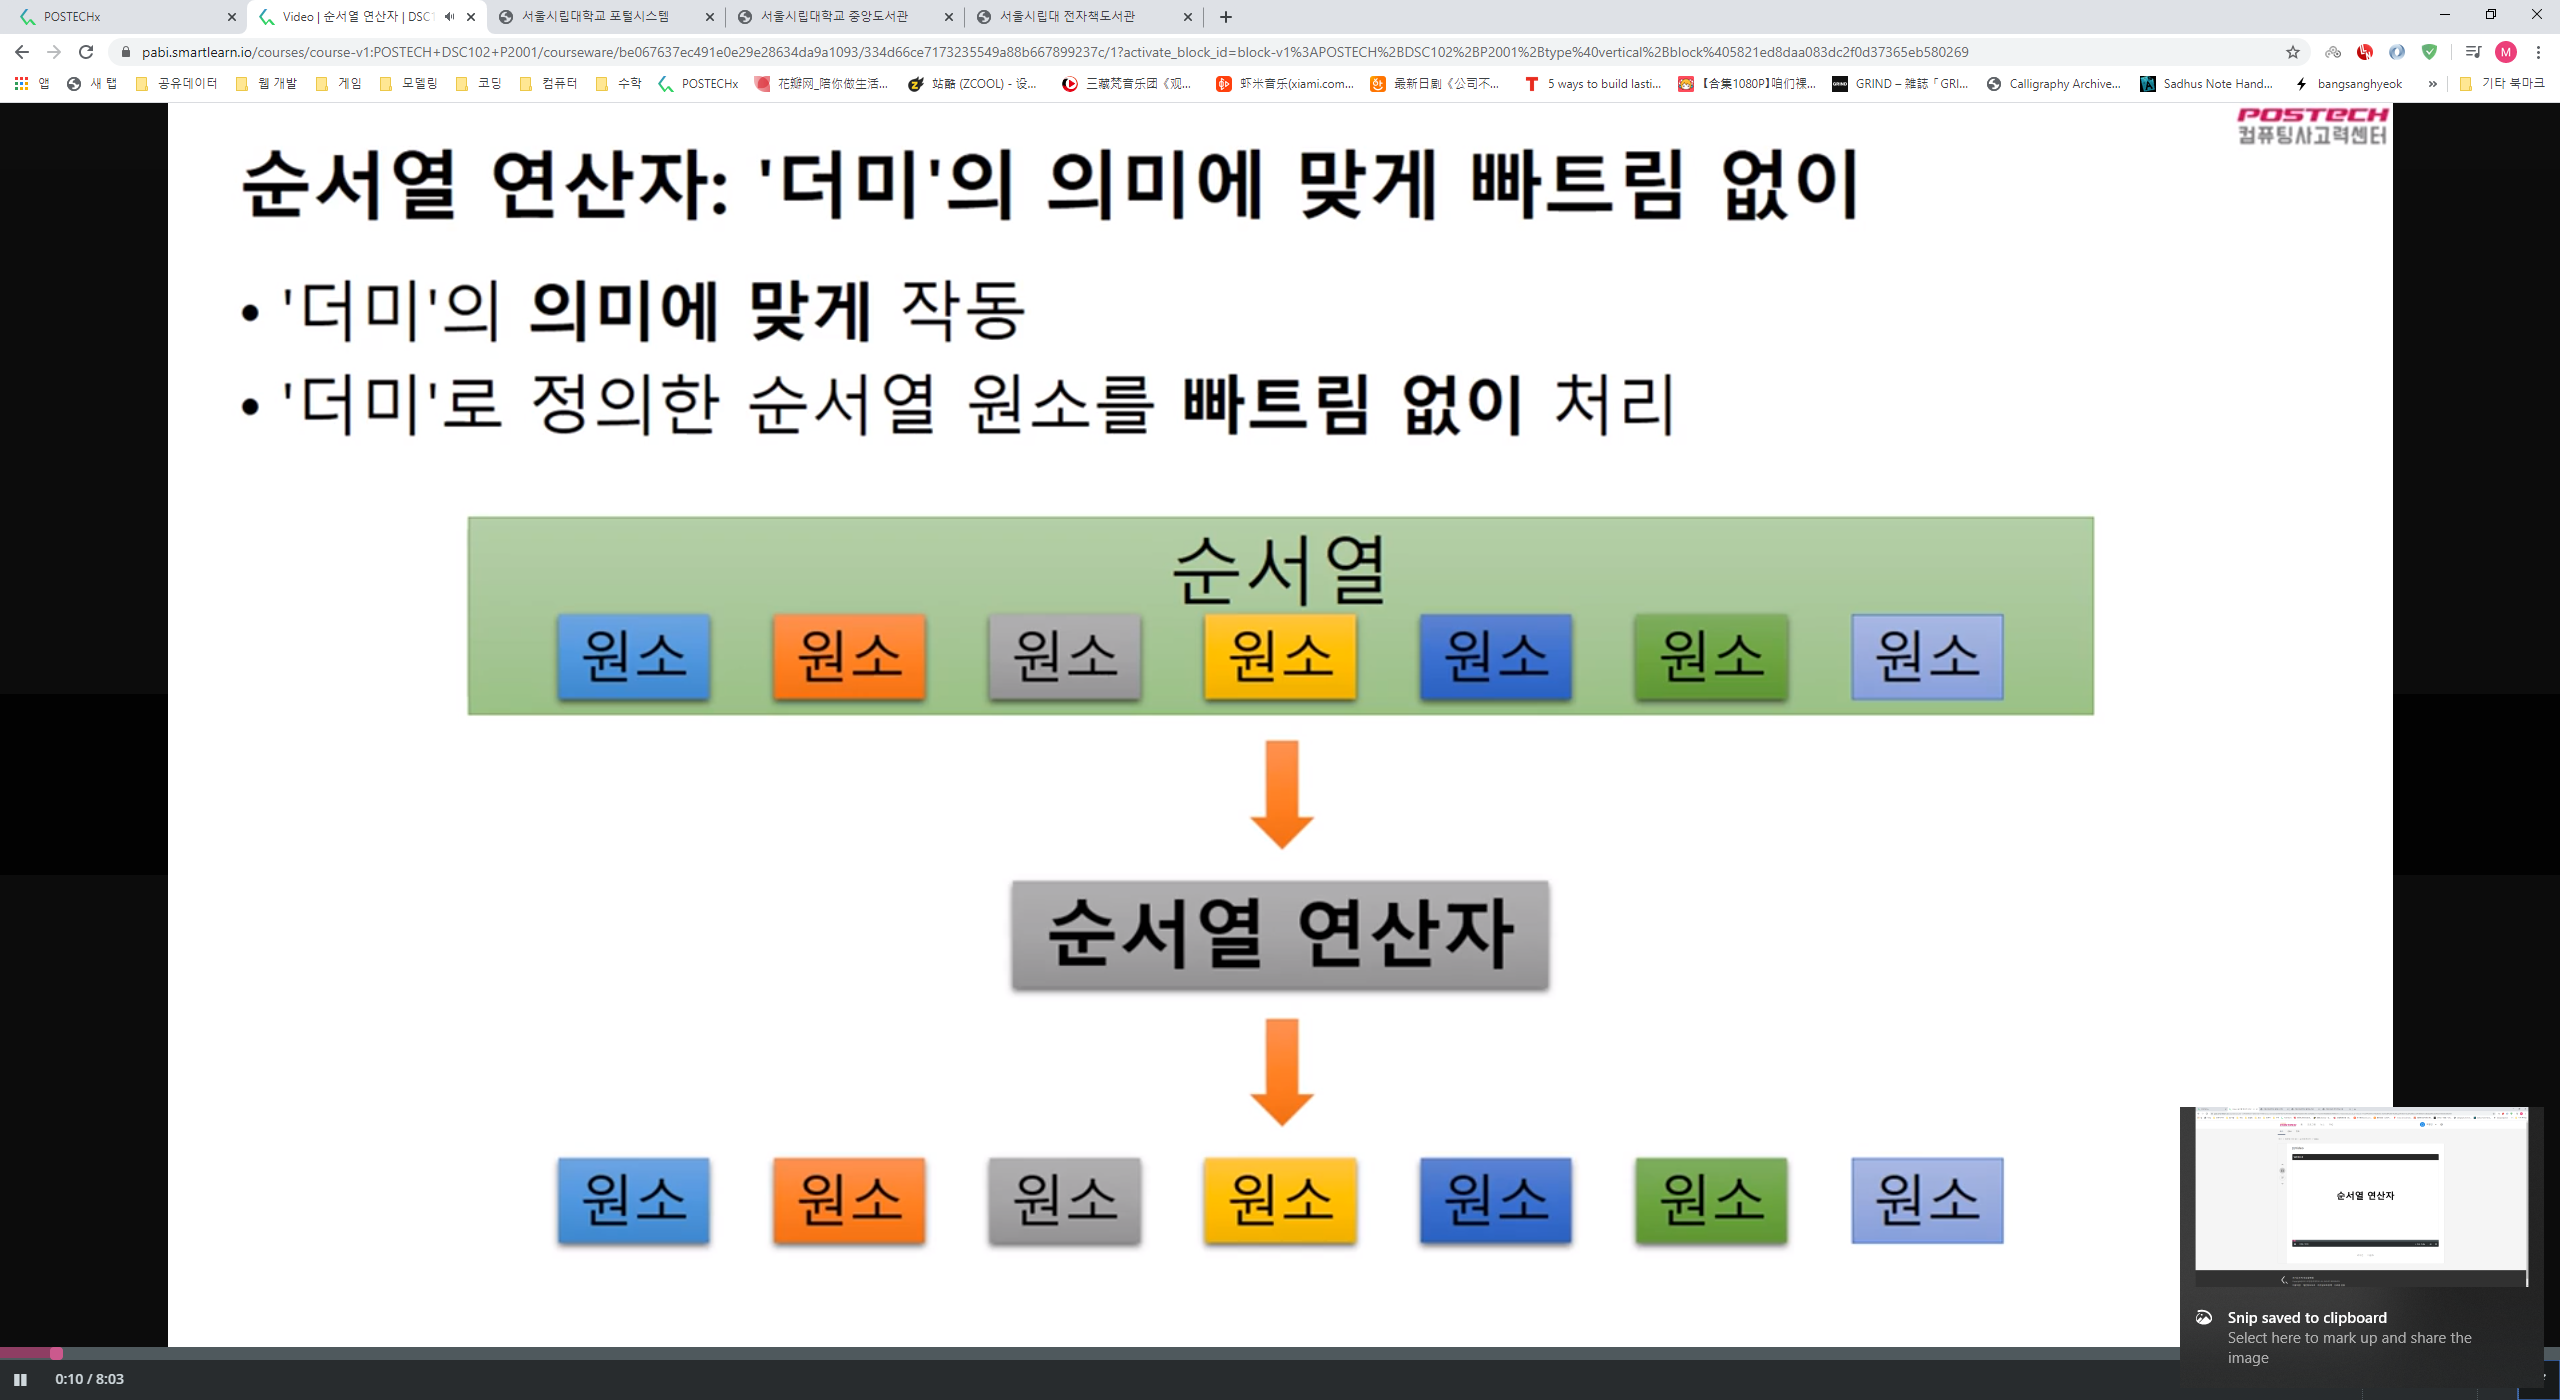 POSTECHx
Video | 순서열 연산자 | DSC1
서울시립대학교 포털시스템
서울시립대학교 중앙도서관
서울시립대 전자책도서관
pabi.smartlearn.io/courses/course-v1:POSTECH+DSC102+P2001/courseware/be067637ec491e0e29e28634da9a1093/334d66ce7173235549a88b667899237c/1?activate_block_id=block-v1%3APOSTECH%2BDSC102%2BP2001%2Btype%40vertical%2Bblock%405821ed8daa083dc2f0d37365eb580269
M
앱
새 탭
공유데이터
웹 개발
게임
모델링
코딩
컴퓨터
수학
POSTECHx
花瓣网_陪你做生活...
站酷 (ZCOOL) - 设...
三藏梵音乐团《观...
虾米音乐(xiami.com...
最新日剧《公司不...
5 ways to build lasti...
【合集1080P】咱们裸...
GRIND – 雑誌「GRI...
Calligraphy Archive...
Sadhus Note Hand...
bangsanghyeok
»
기타 북마크
POSTECH
컴퓨팅사고력센터
순서열 연산자: '더미'의 의미에 맞게 빠트림 없이
• '더미'의 의미에 맞게 작동
• '더미'로 정의한 순서열 원소를 빠트림 없이 처리
순서열
원소 원소 원소 원소 원소 원소 원소
순서열 연산자
원소 원소 원소 원소 원소 원소 원소
순서열 연산자
Snip saved to clipboard
Select here to mark up and share the
image
0:10 / 8:03